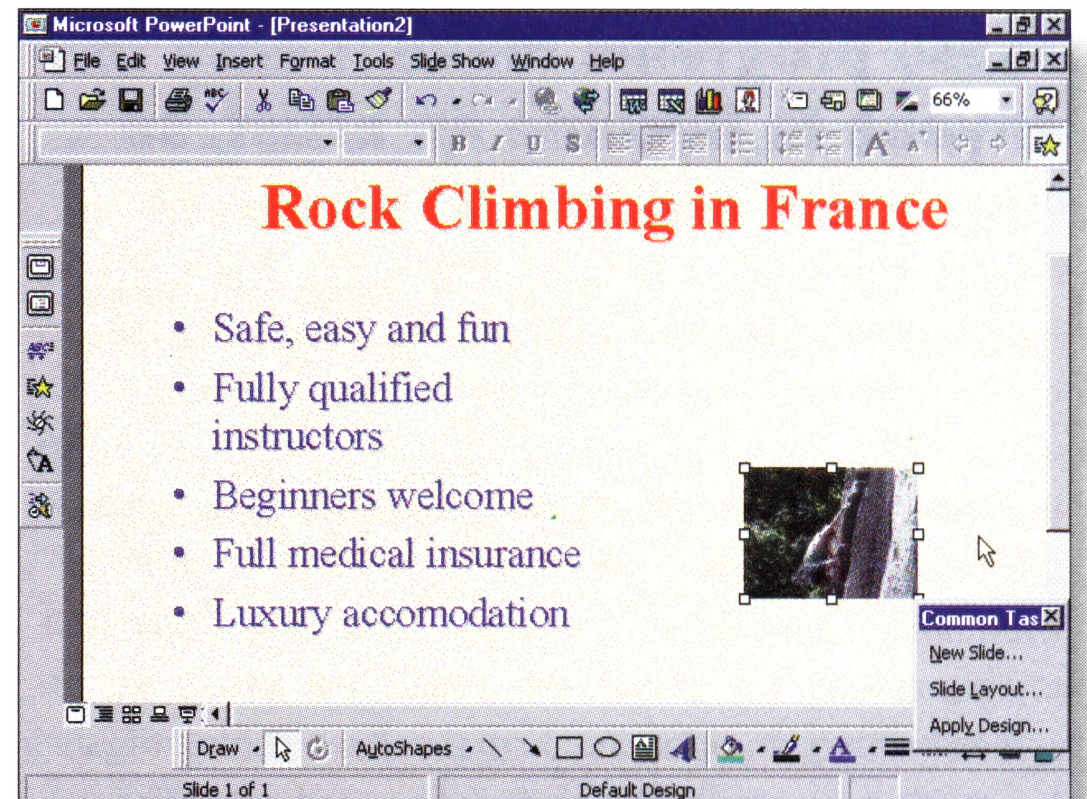 Microsoft PowerPoint - [Presentation2]
File Edit View Insert Format Tools Slide Show Window Help
66%
B I U S A A
Rock Climbing in France
• Safe, easy and fun
• Fully qualified
instructors
• Beginners welcome
• Full medical insurance
• Luxury accomodation
Common Tas
New Slide...
Slide Layout...
Apply Design...
Draw AutoShapes A
Slide 1 of 1 Default Design